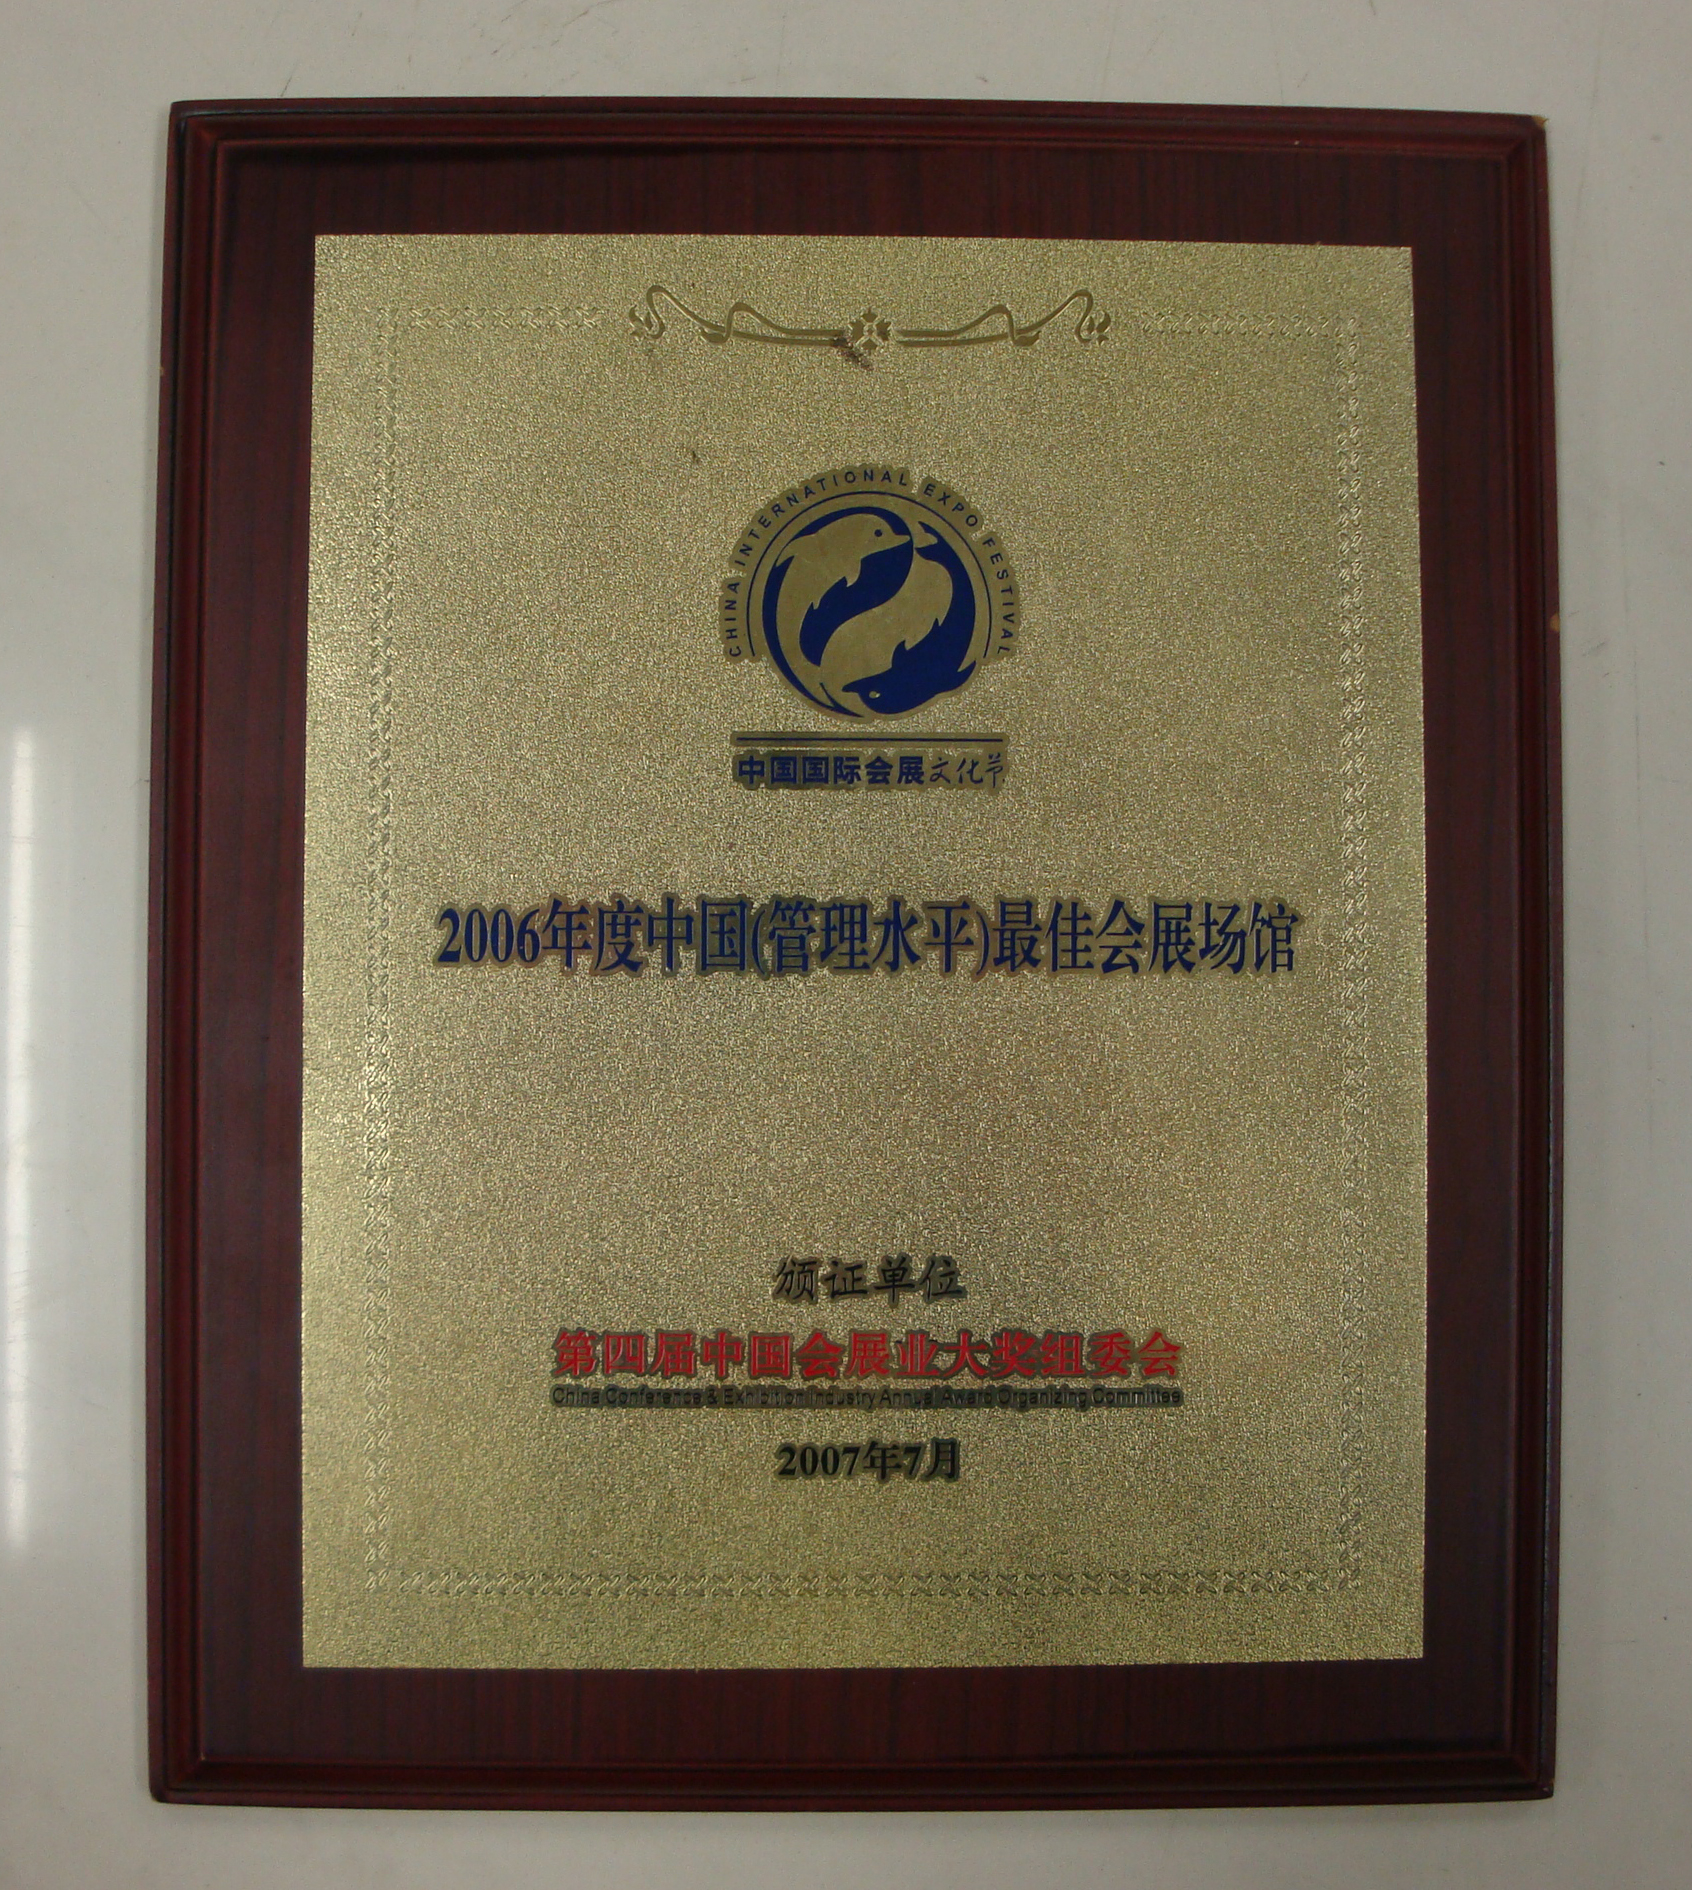 CHINA INTERNATIONAL EXPO FESTIVAL
中国国际会展文化节
2006年度中国(管理水平)最佳会展场馆
颁证单位
第四届中国会展业大奖组委会
China Conference & Exhibition Industry Annual Award Organizing Committee
2007年7月